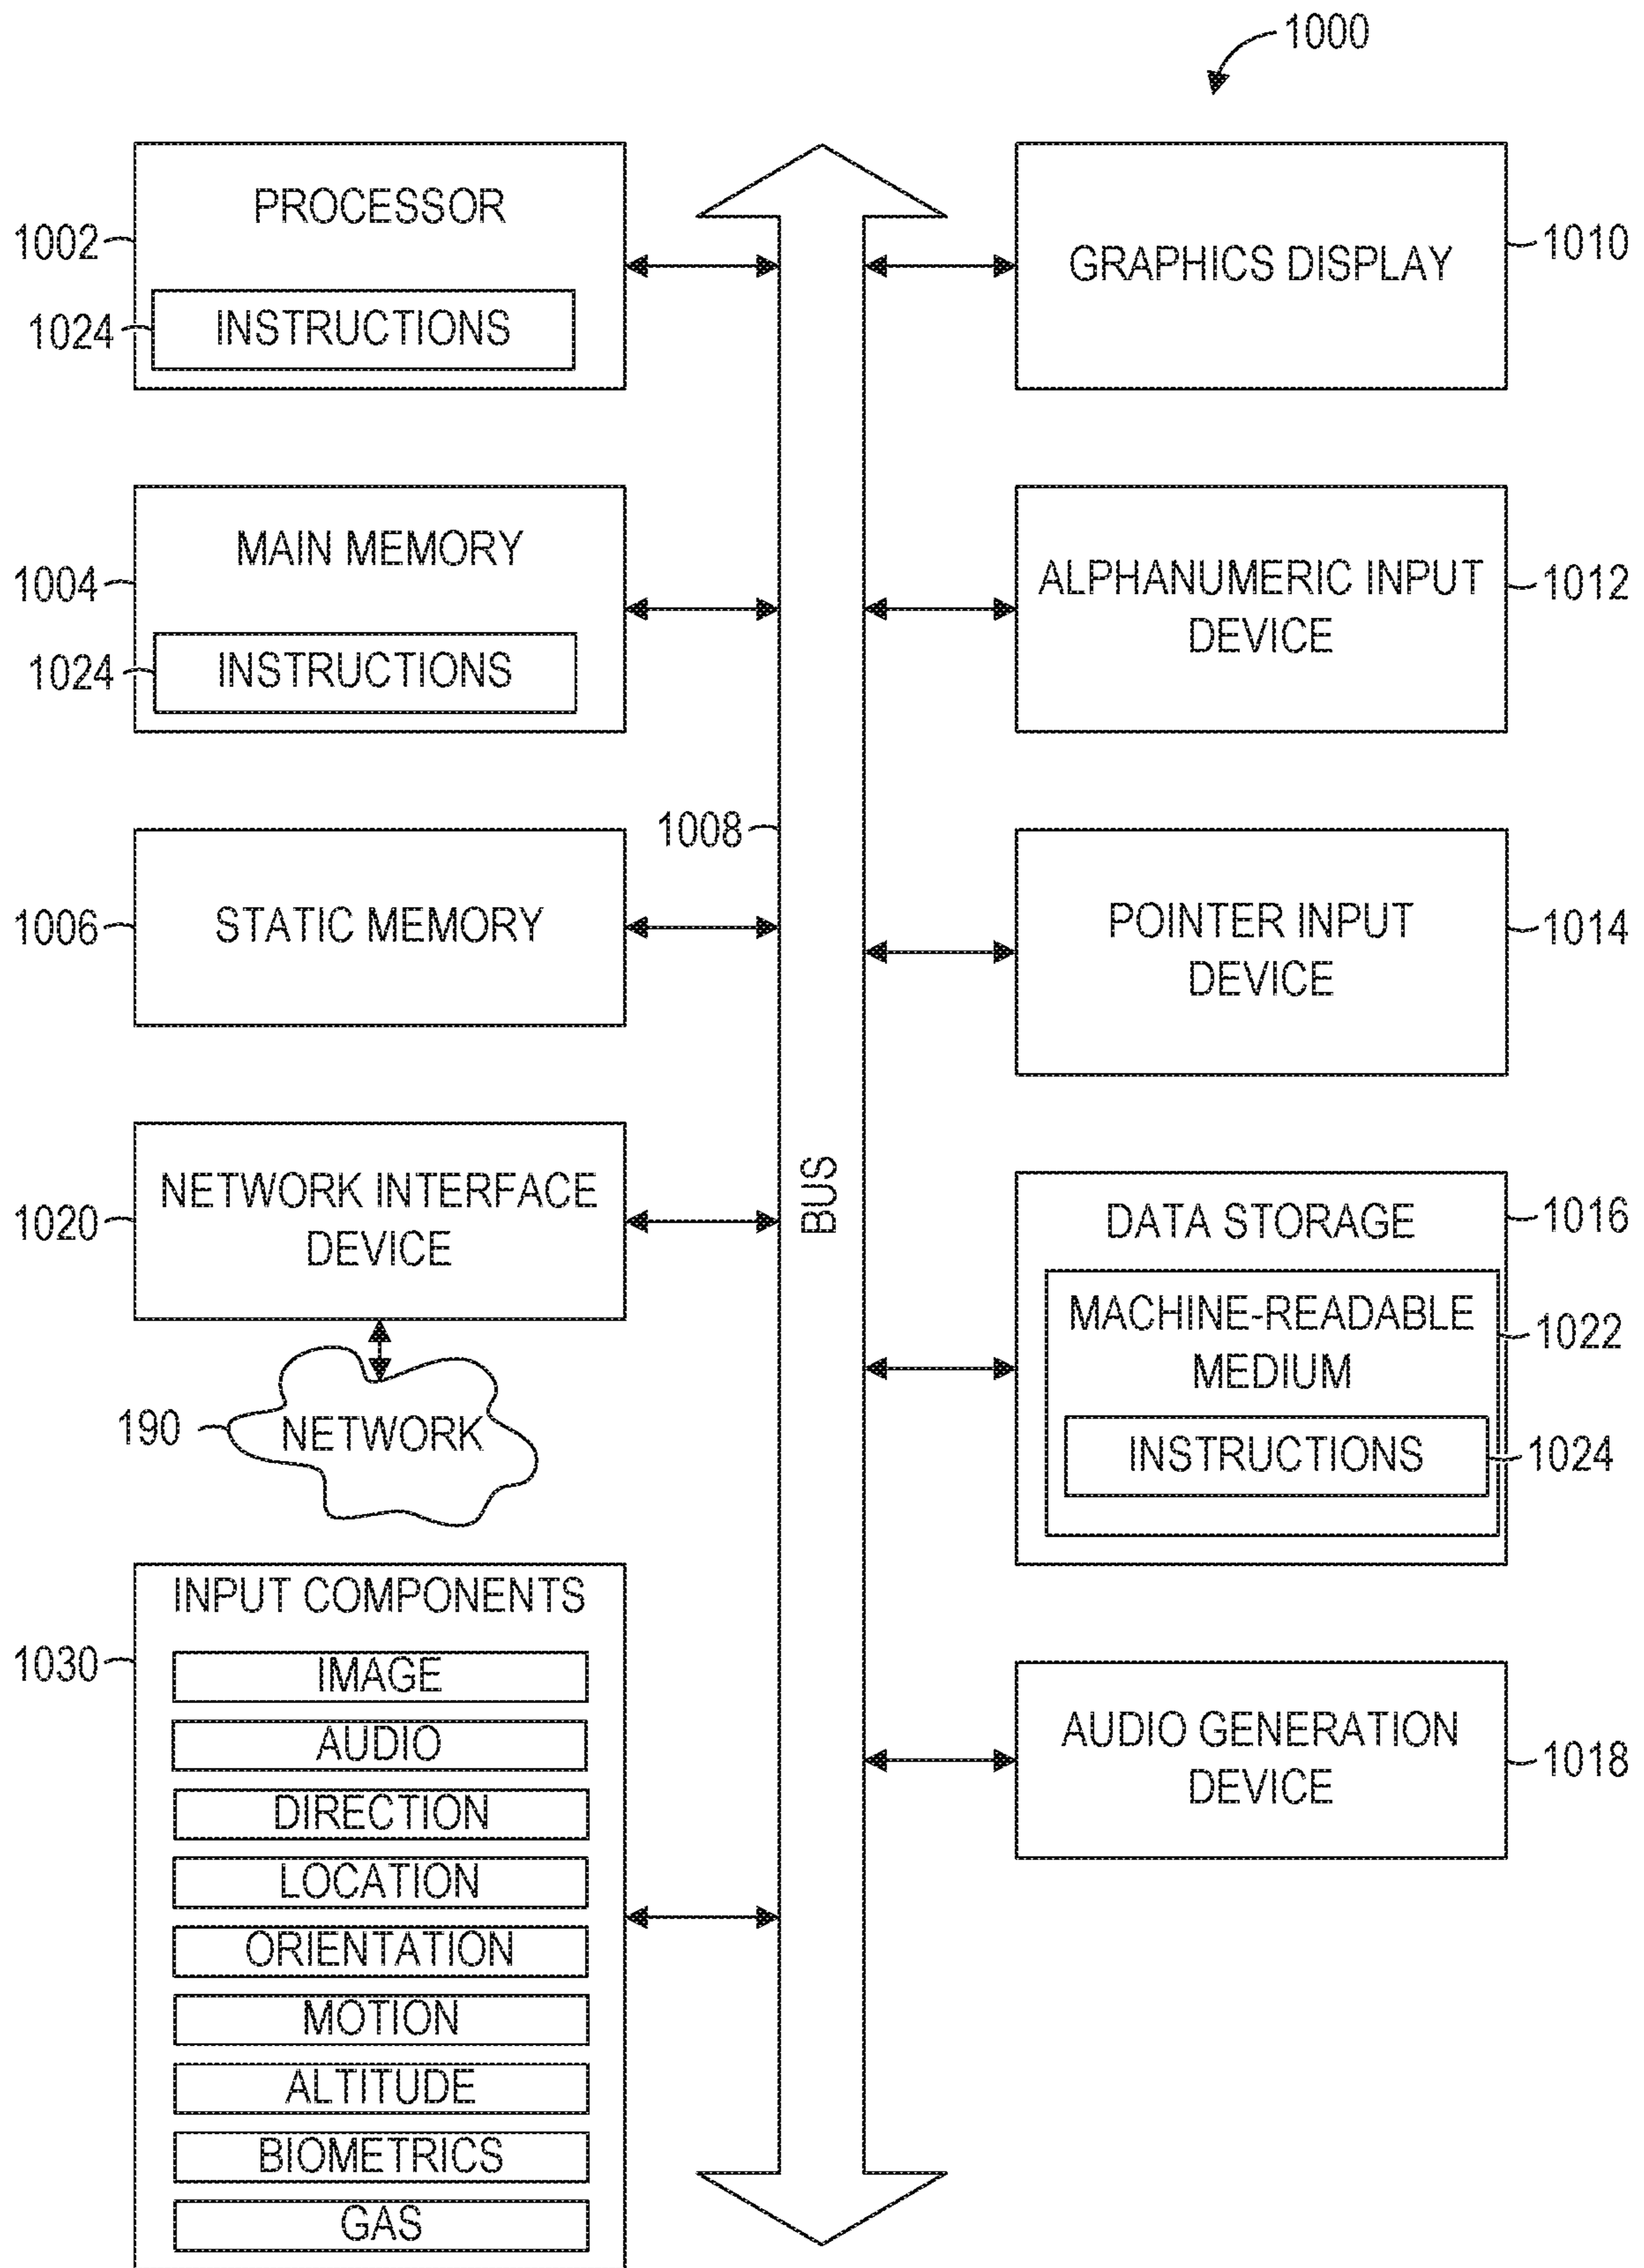 1000
PROCESSOR
1002
INSTRUCTIONS
1024
MAIN MEMORY
1004
INSTRUCTIONS
1024
STATIC MEMORY
1006
1008
NETWORK INTERFACE
DEVICE
1020
NETWORK
190
INPUT COMPONENTS
1030
IMAGE
AUDIO
DIRECTION
LOCATION
ORIENTATION
MOTION
ALTITUDE
BIOMETRICS
GAS
BUS
GRAPHICS DISPLAY
1010
ALPHANUMERIC INPUT
DEVICE
1012
POINTER INPUT
DEVICE
1014
DATA STORAGE
1016
MACHINE-READABLE
MEDIUM
1022
INSTRUCTIONS
1024
AUDIO GENERATION
DEVICE
1018